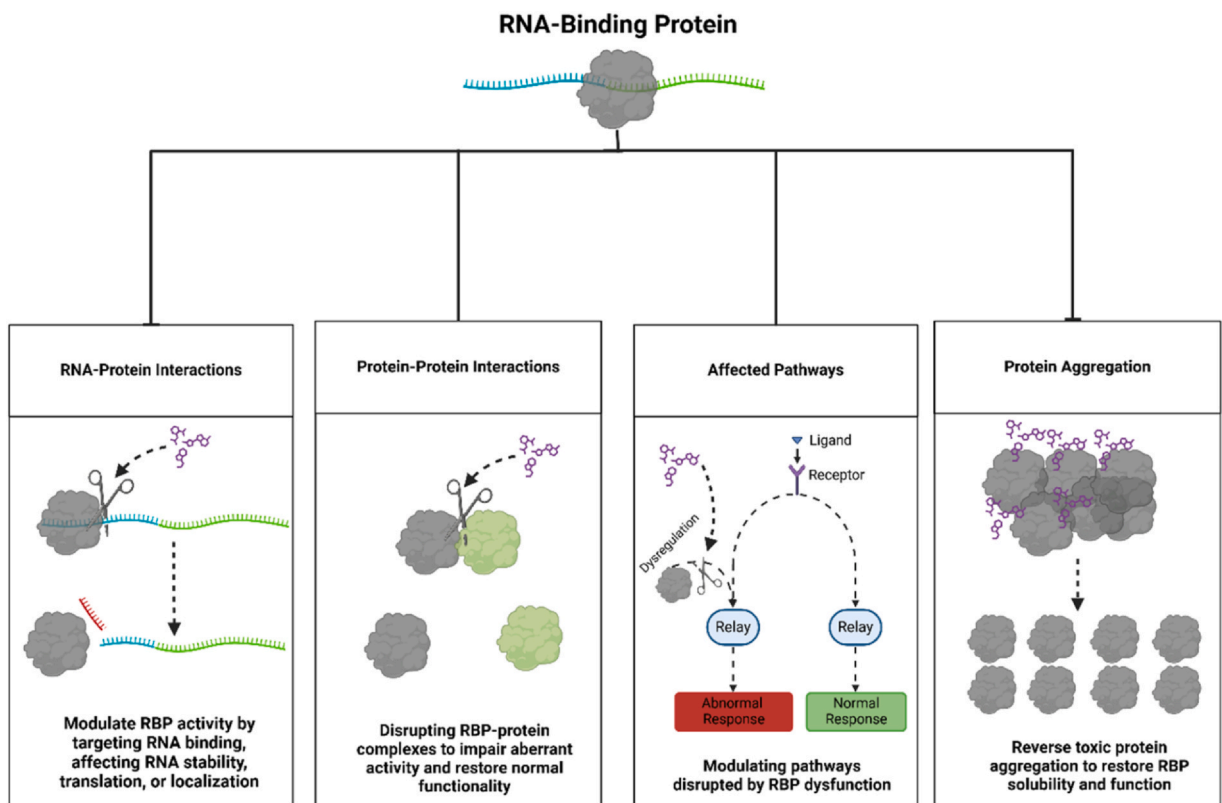 RNA-Binding Protein
RNA-Protein Interactions
Modulate RBP activity by
targeting RNA binding,
affecting RNA stability,
translation, or localization
Protein-Protein Interactions
Disrupting RBP-protein
complexes to impair aberrant
activity and restore normal
functionality
Affected Pathways
Ligand
Receptor
Dysregulation
Relay
Relay
Abnormal
Response
Normal
Response
Modulating pathways
disrupted by RBP dysfunction
Protein Aggregation
Reverse toxic protein
aggregation to restore RBP
solubility and function